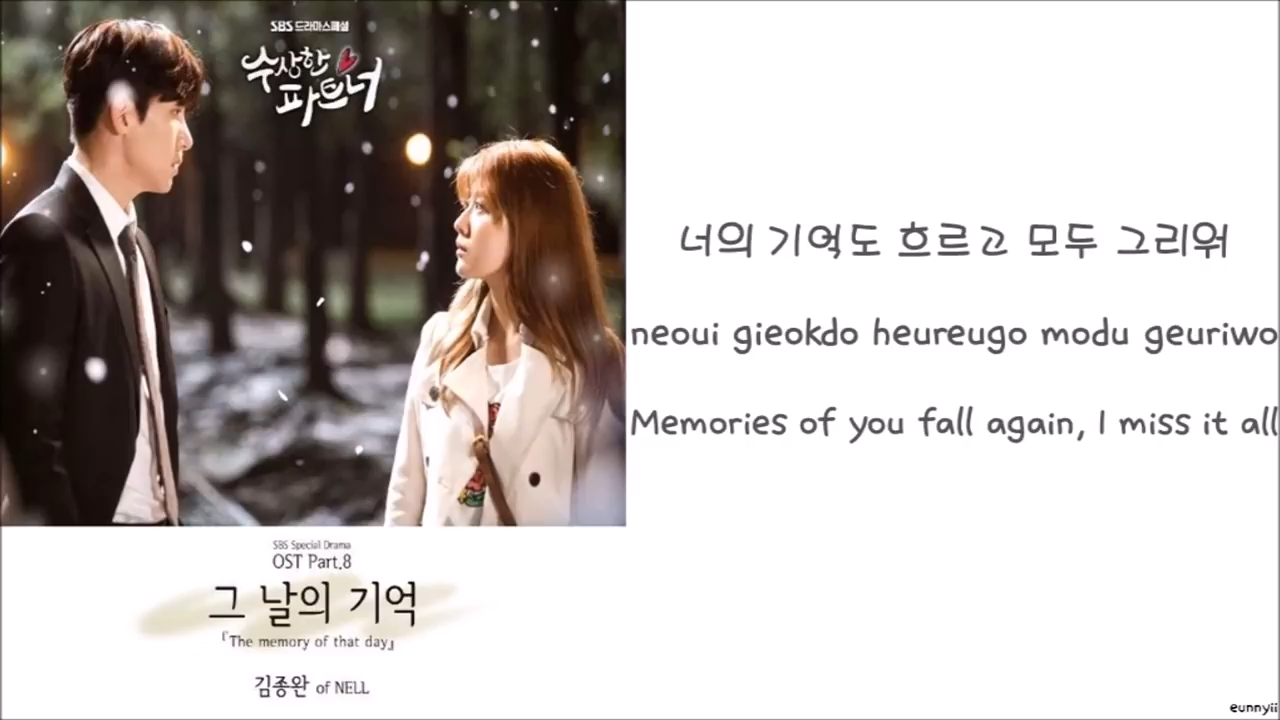 SBS 드라마스페셜
수상한
파트너
너의 기억도 흐르고 모두 그리워
neoui gieokdo heureugo modu geuriwo
Memories of you fall again, I miss it all
SBS Special Drama
OST Part.8
그 날의 기억
『The memory of that day』
김종완 of NELL
eunnyii